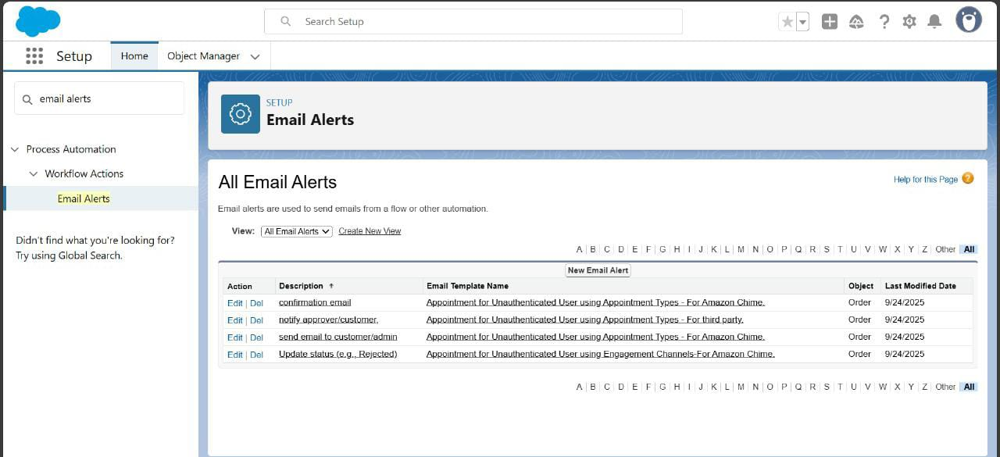 Search Setup
Setup Home Object Manager
email alerts
Process Automation
Workflow Actions
Email Alerts
Didn't find what you're looking for?
Try using Global Search.
SETUP
Email Alerts
All Email Alerts
Help for this Page ?
Email alerts are used to send emails from a flow or other automation.
View: All Email Alerts Create New View
A | B | C | D | E | F | G | H | I | J | K | L | M | N | O | P | Q | R | S | T | U | V | W | X | Y | Z | Other | All
New Email Alert
Action Description ↑ Email Template Name Object Last Modified Date
Edit | Del confirmation email Appointment for Unauthenticated User using Appointment Types - For Amazon Chime. Order 9/24/2025
Edit | Del notify approver/customer, Appointment for Unauthenticated User using Appointment Types - For third party. Order 9/24/2025
Edit | Del send email to customer/admin Appointment for Unauthenticated User using Appointment Types - For Amazon Chime. Order 9/24/2025
Edit | Del Update status (e.g., Rejected) Appointment for Unauthenticated User using Engagement Channels-For Amazon Chime. Order 9/24/2025
A | B | C | D | E | F | G | H | I | J | K | L | M | N | O | P | Q | R | S | T | U | V | W | X | Y | Z | Other | All